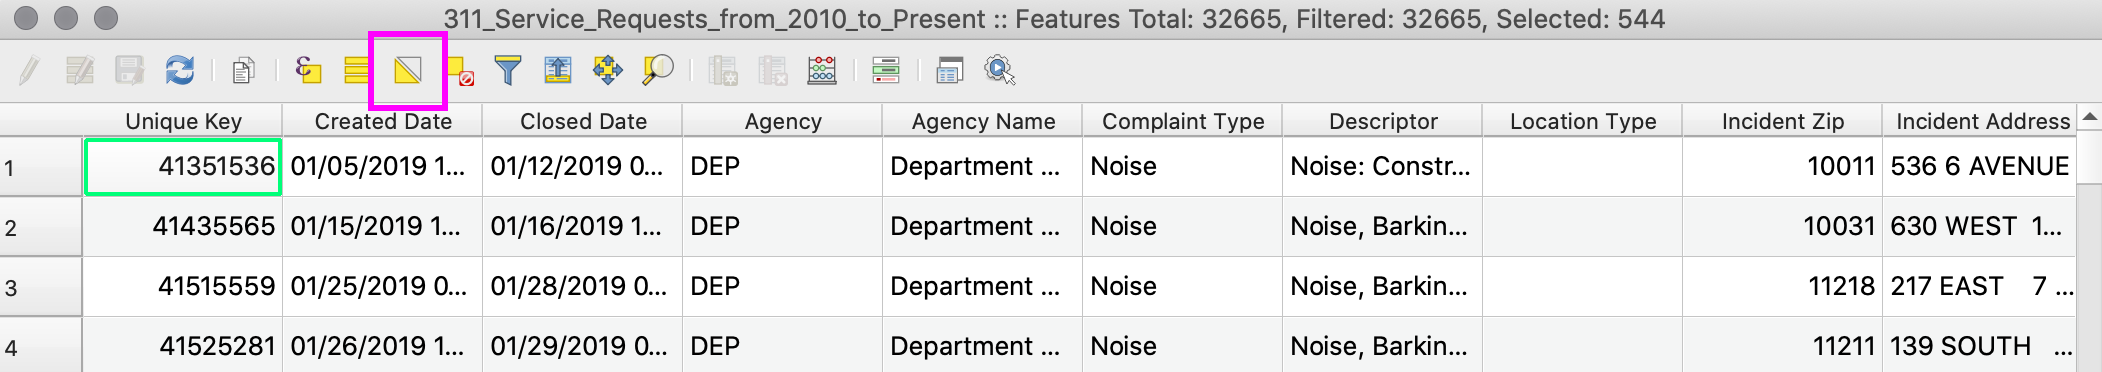 311_Service_Requests_from_2010_to_Present :: Features Total: 32665, Filtered: 32665, Selected: 544
Unique Key Created Date Closed Date Agency Agency Name Complaint Type Descriptor Location Type Incident Zip Incident Address
1 41351536 01/05/2019 1... 01/12/2019 0... DEP Department ... Noise Noise: Constr... 10011 536 6 AVENUE
2 41435565 01/15/2019 1... 01/16/2019 1... DEP Department ... Noise Noise, Barkin... 10031 630 WEST 1...
3 41515559 01/25/2019 0... 01/28/2019 0... DEP Department ... Noise Noise, Barkin... 11218 217 EAST 7 ...
4 41525281 01/26/2019 1... 01/29/2019 0... DEP Department ... Noise Noise, Barkin... 11211 139 SOUTH ...